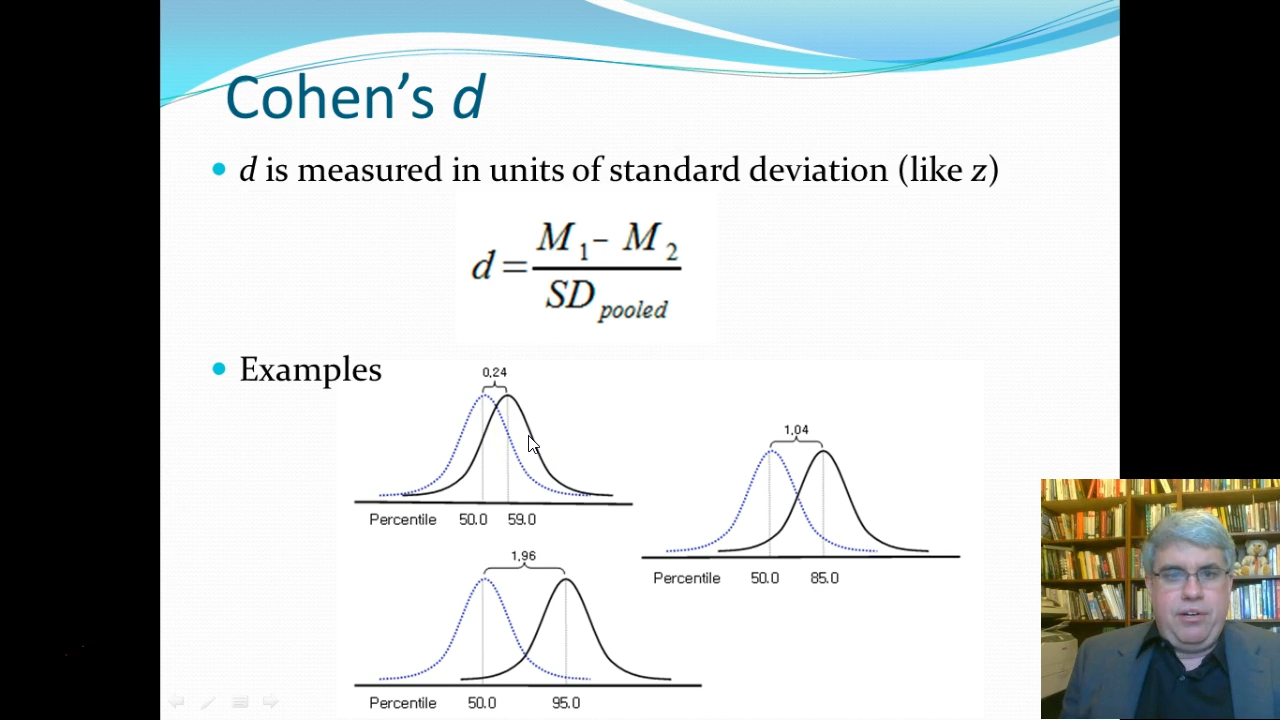 Cohen's d
d is measured in units of standard deviation (like z)
d = M1 - M2
SD pooled
Examples
0,24
Percentile 50.0 59.0
1,04
Percentile 50.0 85.0
1,96
Percentile 50.0 95.0